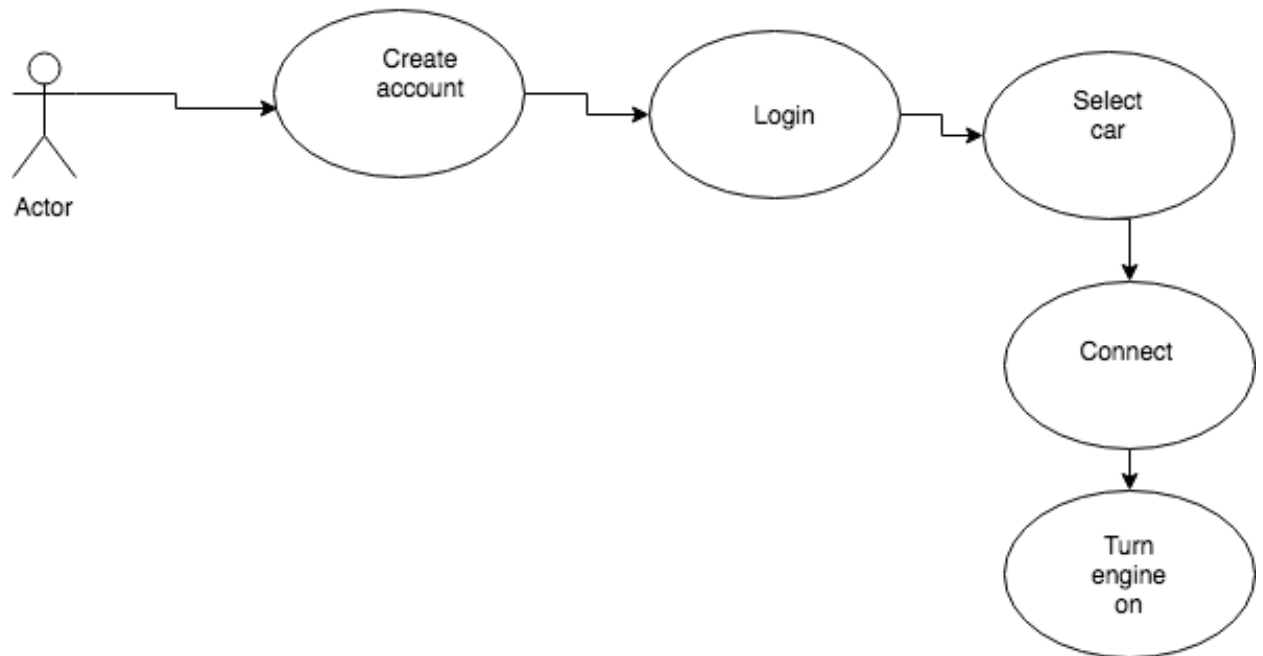 Create
account
Login
Select
car
Actor
Connect
Turn
engine
on